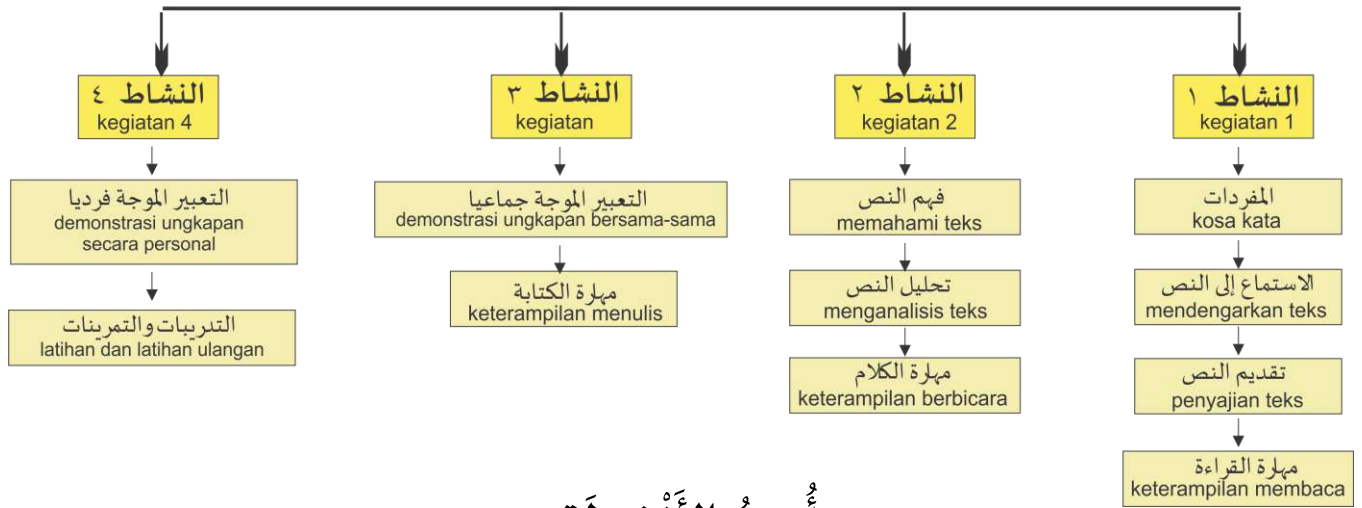 النشاط ١
kegiatan 1
المفردات
kosa kata
الاستماع إلى النص
mendengarkan teks
تقديم النص
penyajian teks
مهارة القراءة
keterampilan membaca
النشاط ٢
kegiatan 2
فهم النص
memahami teks
تحليل النص
menganalisis teks
مهارة الكلام
keterampilan berbicara
النشاط ٣
kegiatan
التعبير الموجة جماعيا
demonstrasi ungkapan bersama-sama
مهارة الكتابة
keterampilan menulis
النشاط ٤
kegiatan 4
التعبير الموجة فرديا
demonstrasi ungkapan
secara personal
التدريبات والتمرينات
latihan dan latihan ulangan